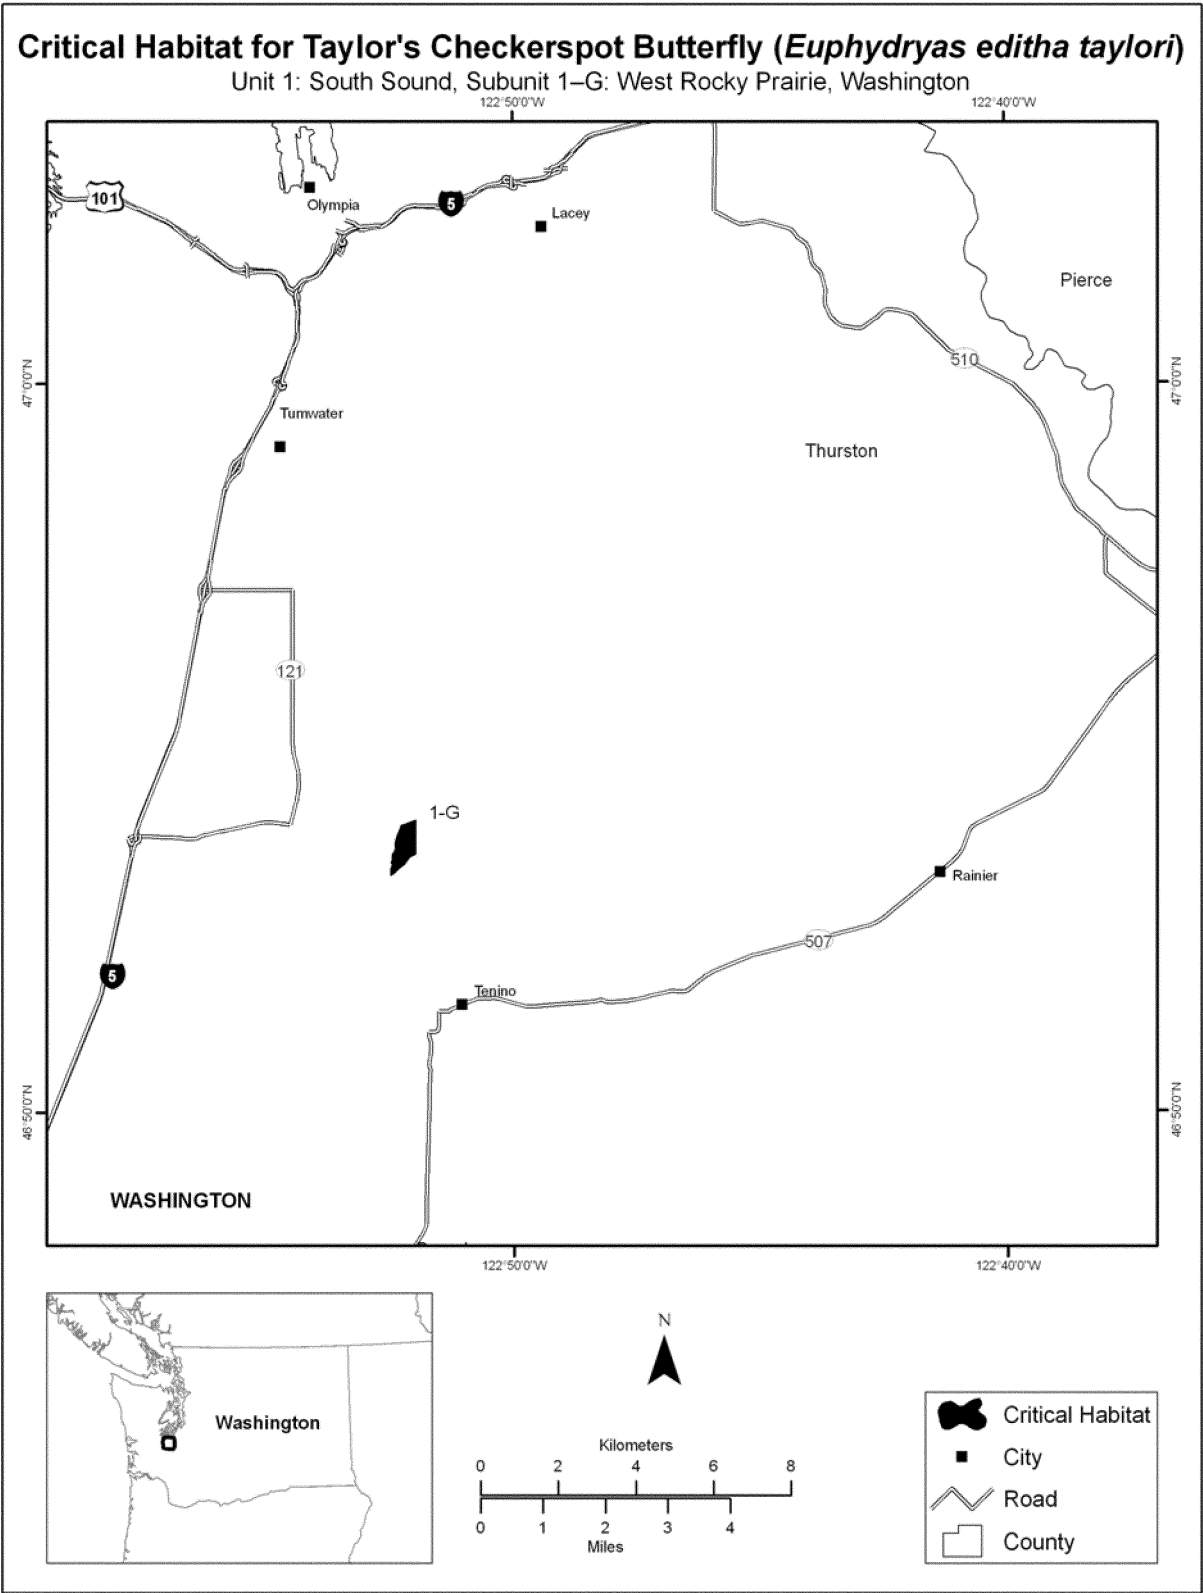 Critical Habitat for Taylor's Checkerspot Butterfly (Euphydryas editha taylori)
Unit 1: South Sound, Subunit 1–G: West Rocky Prairie, Washington
122°50'0"W
122°40'0"W
101
Olympia
5
Lacey
Pierce
510
47°0'0"N
47°0'0"N
Tumwater
Thurston
121
1-G
Rainier
507
5
Tenino
46°50'0"N
46°50'0"N
WASHINGTON
122°50'0"W
122°40'0"W
N
Washington
Kilometers
0 2 4 6 8
0 1 2 3 4
Miles
Critical Habitat
City
Road
County